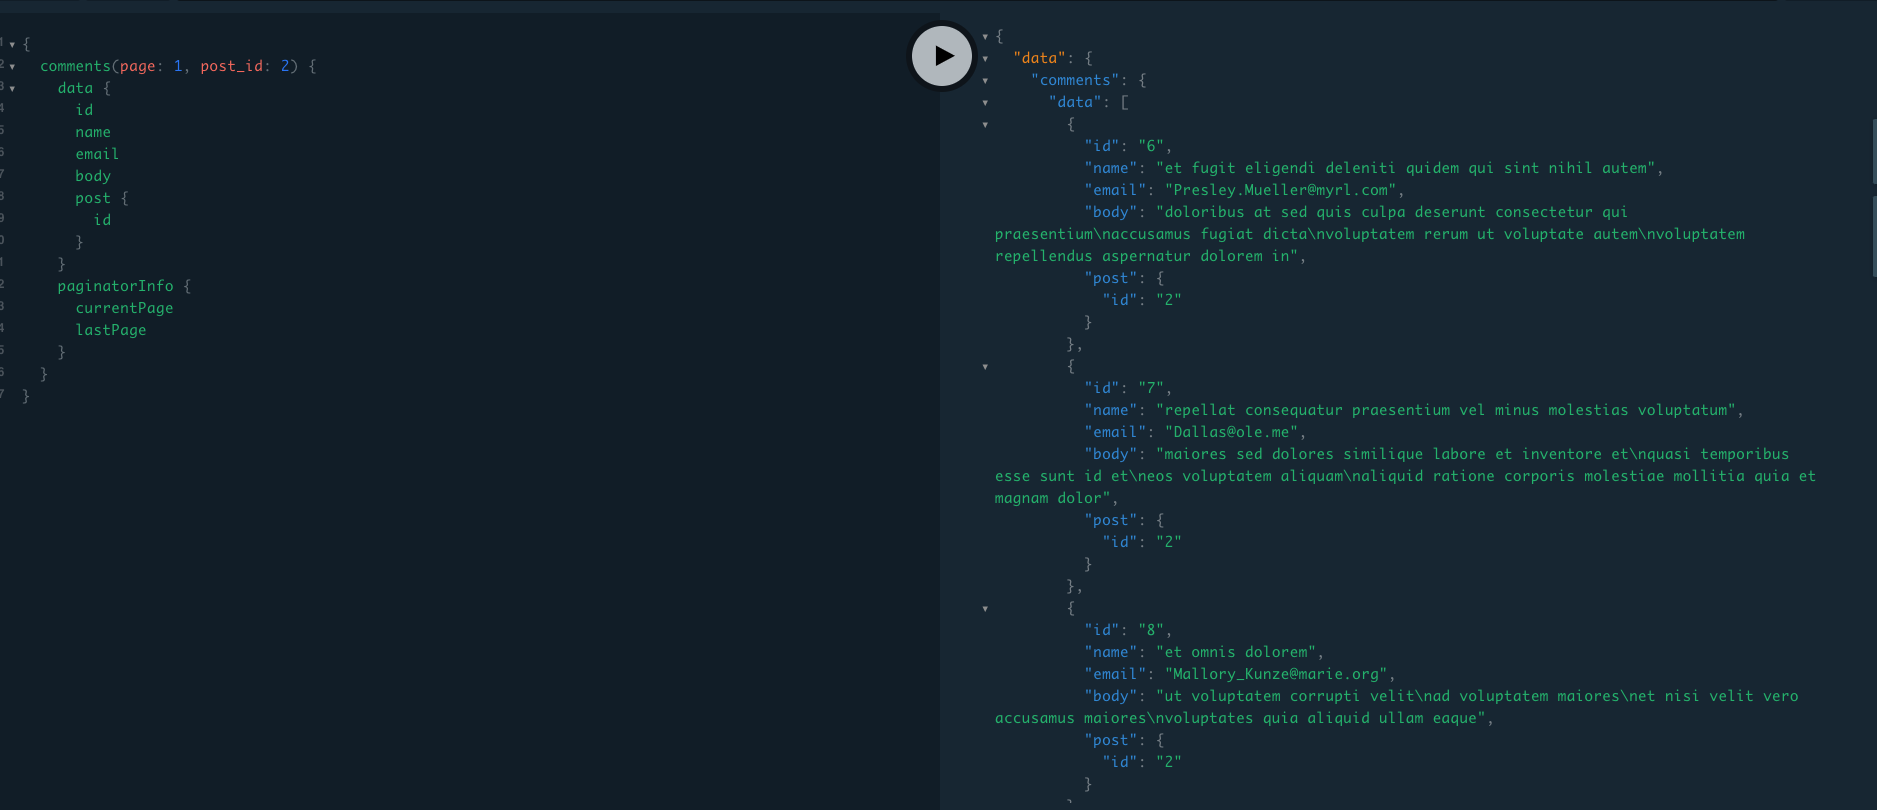 1 {
2 comments(page: 1, post_id: 2) {
3 data {
4 id
5 name
6 email
7 body
8 post {
9 id
0 }
1 }
2 paginatorInfo {
3 currentPage
4 lastPage
5 }
6 }
7 }
{
"data": {
"comments": {
"data": [
{
"id": "6",
"name": "et fugit eligendi deleniti quidem qui sint nihil autem",
"email": "Presley.Mueller@myrl.com",
"body": "doloribus at sed quis culpa deserunt consectetur qui
praesentium\naccusamus fugiat dicta\nvoluptatem rerum ut voluptate autem\nvoluptatem
repellendus aspernatur dolorem in",
"post": {
"id": "2"
}
},
{
"id": "7",
"name": "repellat consequatur praesentium vel minus molestias voluptatum",
"email": "Dallas@ole.me",
"body": "maiores sed dolores similique labore et inventore et\nquasi temporibus
esse sunt id et\neos voluptatem aliquam\naliquid ratione corporis molestiae mollitia quia et
magnam dolor",
"post": {
"id": "2"
}
},
{
"id": "8",
"name": "et omnis dolorem",
"email": "Mallory_Kunze@marie.org",
"body": "ut voluptatem corrupti velit\nad voluptatem maiores\net nisi velit vero
accusamus maiores\nvoluptates quia aliquid ullam eaque",
"post": {
"id": "2"
}